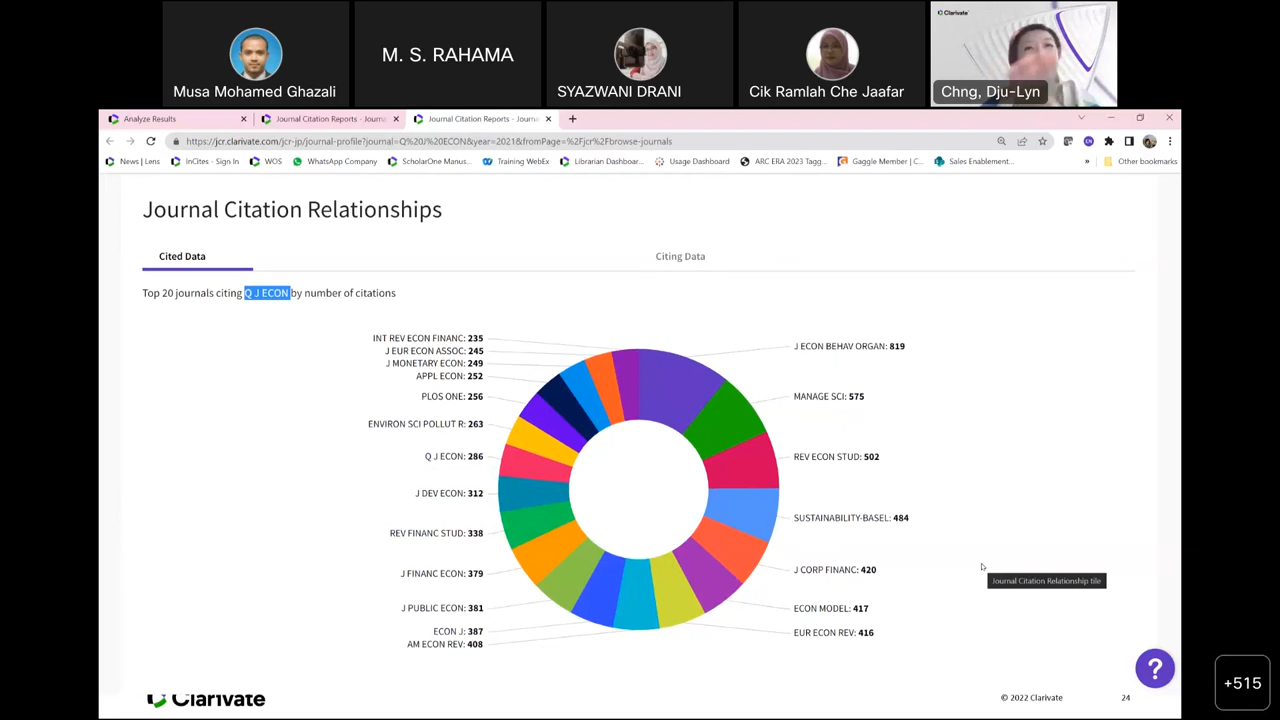 Clarivate
Musa Mohamed Ghazali
M. S. RAHAMA
SYAZWANI DRANI
Cik Ramlah Che Jaafar
Chng, Dju-Lyn
Analyze Results
Journal Citation Reports - Journa
Journal Citation Reports - Journa
https://jcr.clarivate.com/jcr-jp/journal-profile?journal=Q%20J%20ECON&year=2021&fromPage=%2Fjcr%2Fbrowse-journals
News | Lens
InCites - Sign In
WOS
WhatsApp Company
ScholarOne Manus...
Training WebEx
Librarian Dashboar...
Usage Dashboard
ARC ERA 2023 Tagg...
Gaggle Member | C...
Sales Enablement...
»
Other bookmarks
Journal Citation Relationships
Cited Data
Citing Data
Top 20 journals citing Q J ECON by number of citations
INT REV ECON FINANC: 235
J EUR ECON ASSOC: 245
J MONETARY ECON: 249
APPL ECON: 252
PLOS ONE: 256
ENVIRON SCI POLLUT R: 263
Q J ECON: 286
J DEV ECON: 312
REV FINANC STUD: 338
J FINANC ECON: 379
J PUBLIC ECON: 381
ECON J: 387
AM ECON REV: 408
J ECON BEHAV ORGAN: 819
MANAGE SCI: 575
REV ECON STUD: 502
SUSTAINABILITY-BASEL: 484
J CORP FINANC: 420
ECON MODEL: 417
EUR ECON REV: 416
Journal Citation Relationship tile
?
Clarivate
© 2022 Clarivate
24
+515